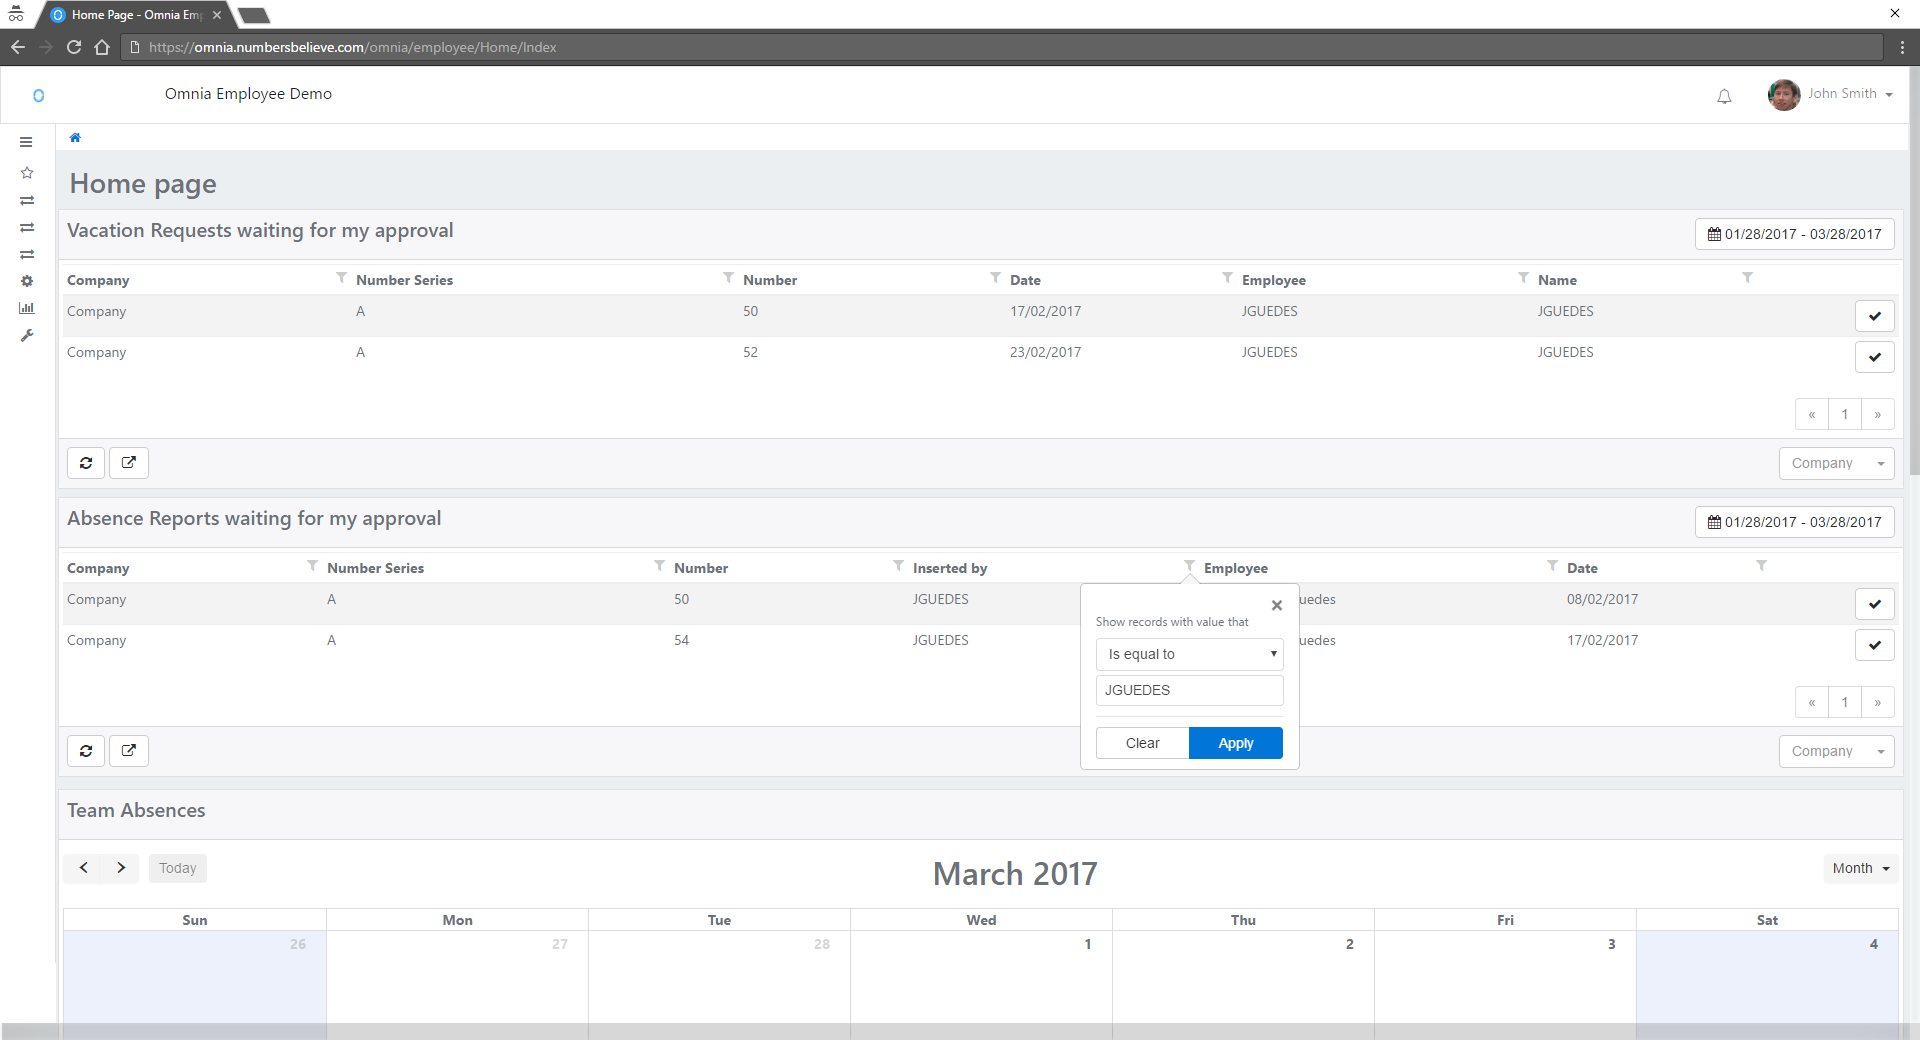 Home Page - Omnia Em
https://omnia.numbersbelieve.com/omnia/employee/Home/Index
Omnia Employee Demo
John Smith
Home page
Vacation Requests waiting for my approval
01/28/2017 - 03/28/2017
Company Number Series Number Date Employee Name
Company A 50 17/02/2017 JGUEDES JGUEDES
Company A 52 23/02/2017 JGUEDES JGUEDES
« 1 »
Company
Absence Reports waiting for my approval
01/28/2017 - 03/28/2017
Company Number Series Number Inserted by Employee Date
Company A 50 JGUEDES uedes 08/02/2017
Show records with value that
Company A 54 JGUEDES uedes 17/02/2017
Is equal to
JGUEDES
« 1 »
Clear Apply
Company
Team Absences
Today
March 2017
Month
Sun Mon Tue Wed Thu Fri Sat
26 27 28 1 2 3 4